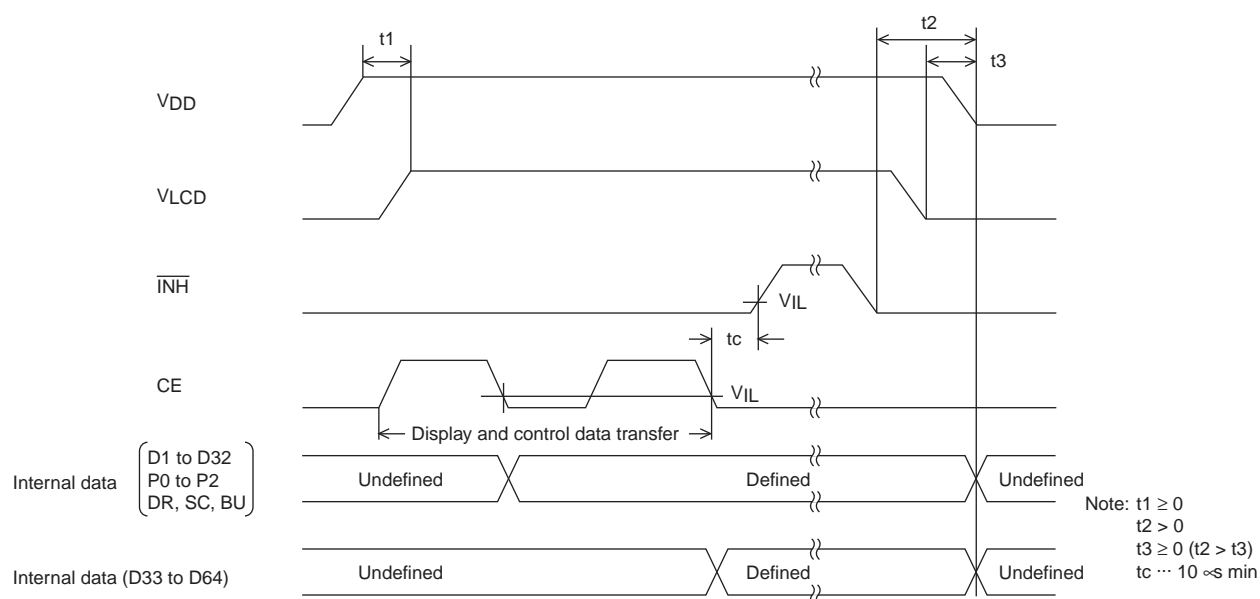 t1
t2
t3
VDD
VLCD
INH
VIL
tc
CE
VIL
Display and control data transfer
Internal data
D1 to D32
P0 to P2
DR, SC, BU
Undefined
Defined
Undefined
Note: t1 ≥ 0
t2 > 0
t3 ≥ 0 (t2 > t3)
tc ··· 10 ∝s min
Internal data (D33 to D64)
Undefined
Defined
Undefined